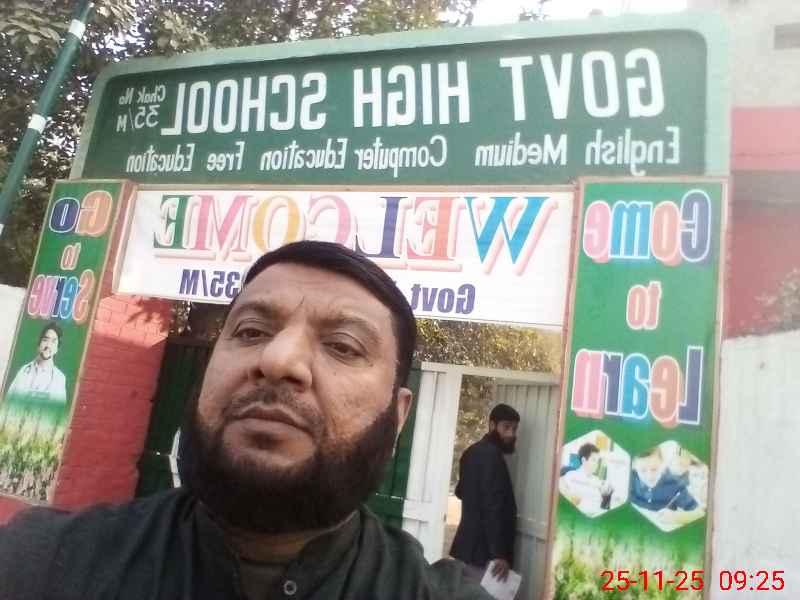 GOVT HIGH SCHOOL
Chak No
35/M
English Medium Computer Education Free Education
WELCOME
Govt
35/M
Go
to
Serve
Come
to
Learn
25-11-25 09:25